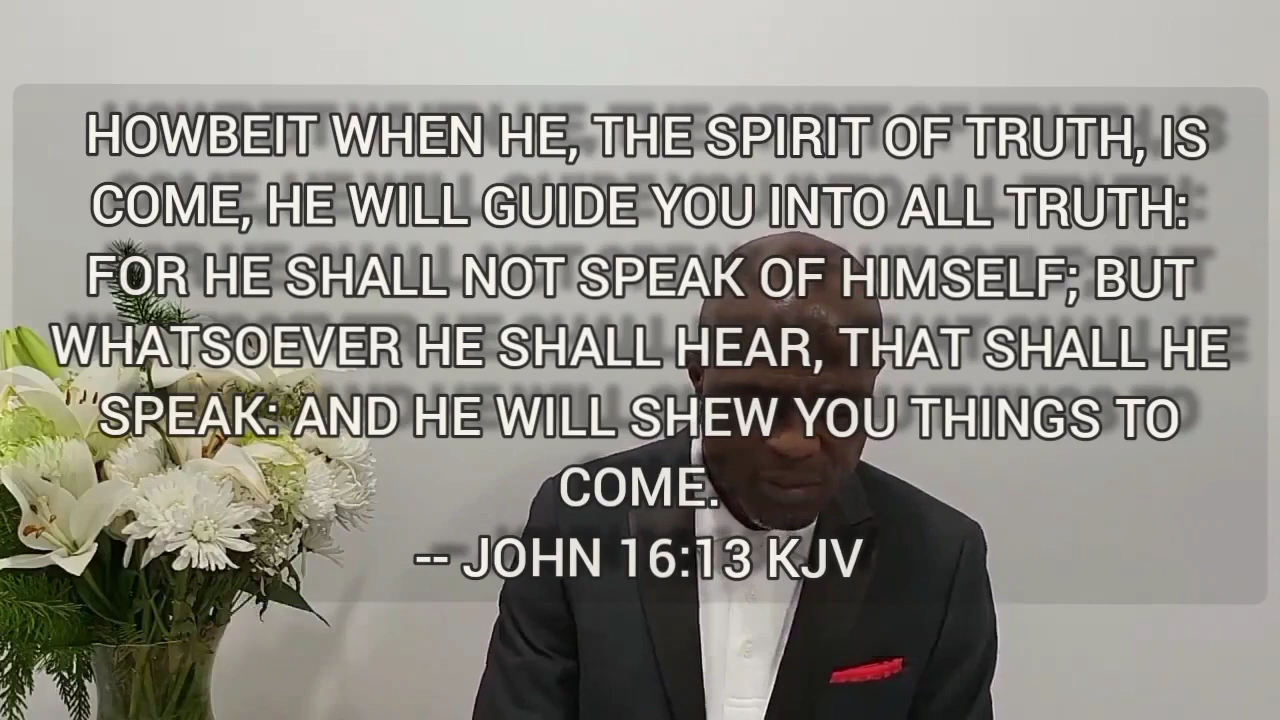 HOWBEIT WHEN HE, THE SPIRIT OF TRUTH, IS
COME, HE WILL GUIDE YOU INTO ALL TRUTH:
FOR HE SHALL NOT SPEAK OF HIMSELF; BUT
WHATSOEVER HE SHALL HEAR, THAT SHALL HE
SPEAK: AND HE WILL SHEW YOU THINGS TO
COME.
-- JOHN 16:13 KJV